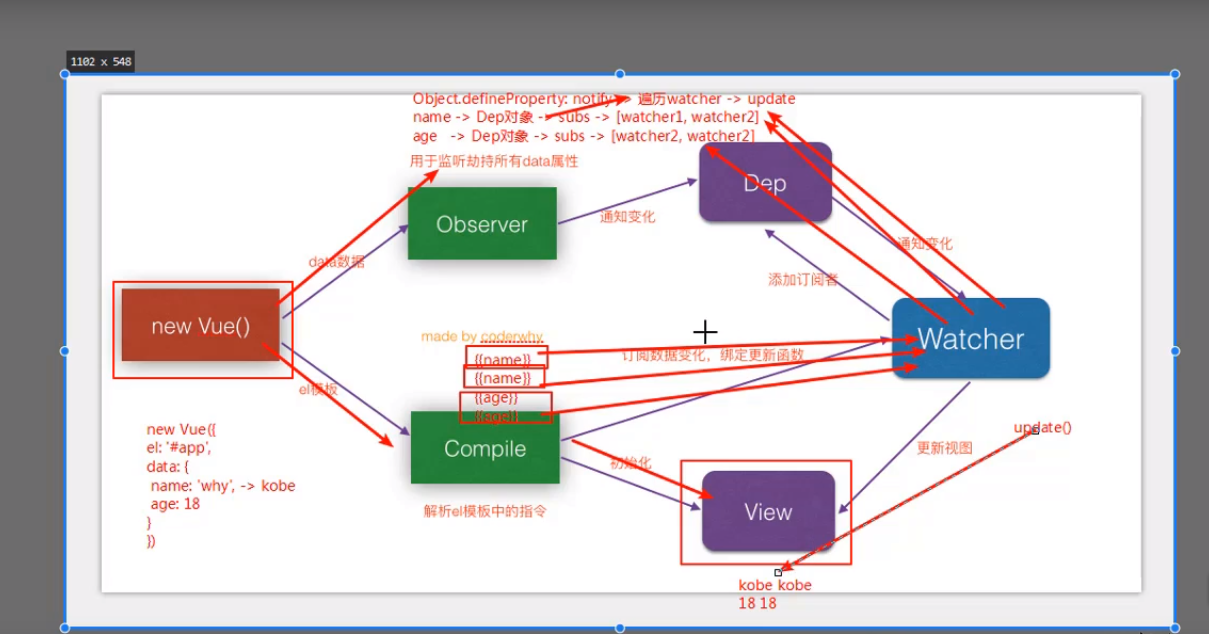 1102 x 548
Object.defineProperty: notify -> 遍历watcher -> update
name -> Dep对象 -> subs -> [watcher1, watcher2]
age -> Dep对象 -> subs -> [watcher2, watcher2]
用于监听劫持所有data属性
Observer
Dep
通知变化
通知变化
data数据
添加订阅者
new Vue()
made by coderwhy
Watcher
{{name}}
订阅数据变化，绑定更新函数
{{name}}
el模板
{{age}}
{{age}}
Compile
new Vue({
el: '#app',
data: {
name: 'why', -> kobe
age: 18
}
})
初始化
update()
更新视图
解析el模板中的指令
View
kobe kobe
18 18